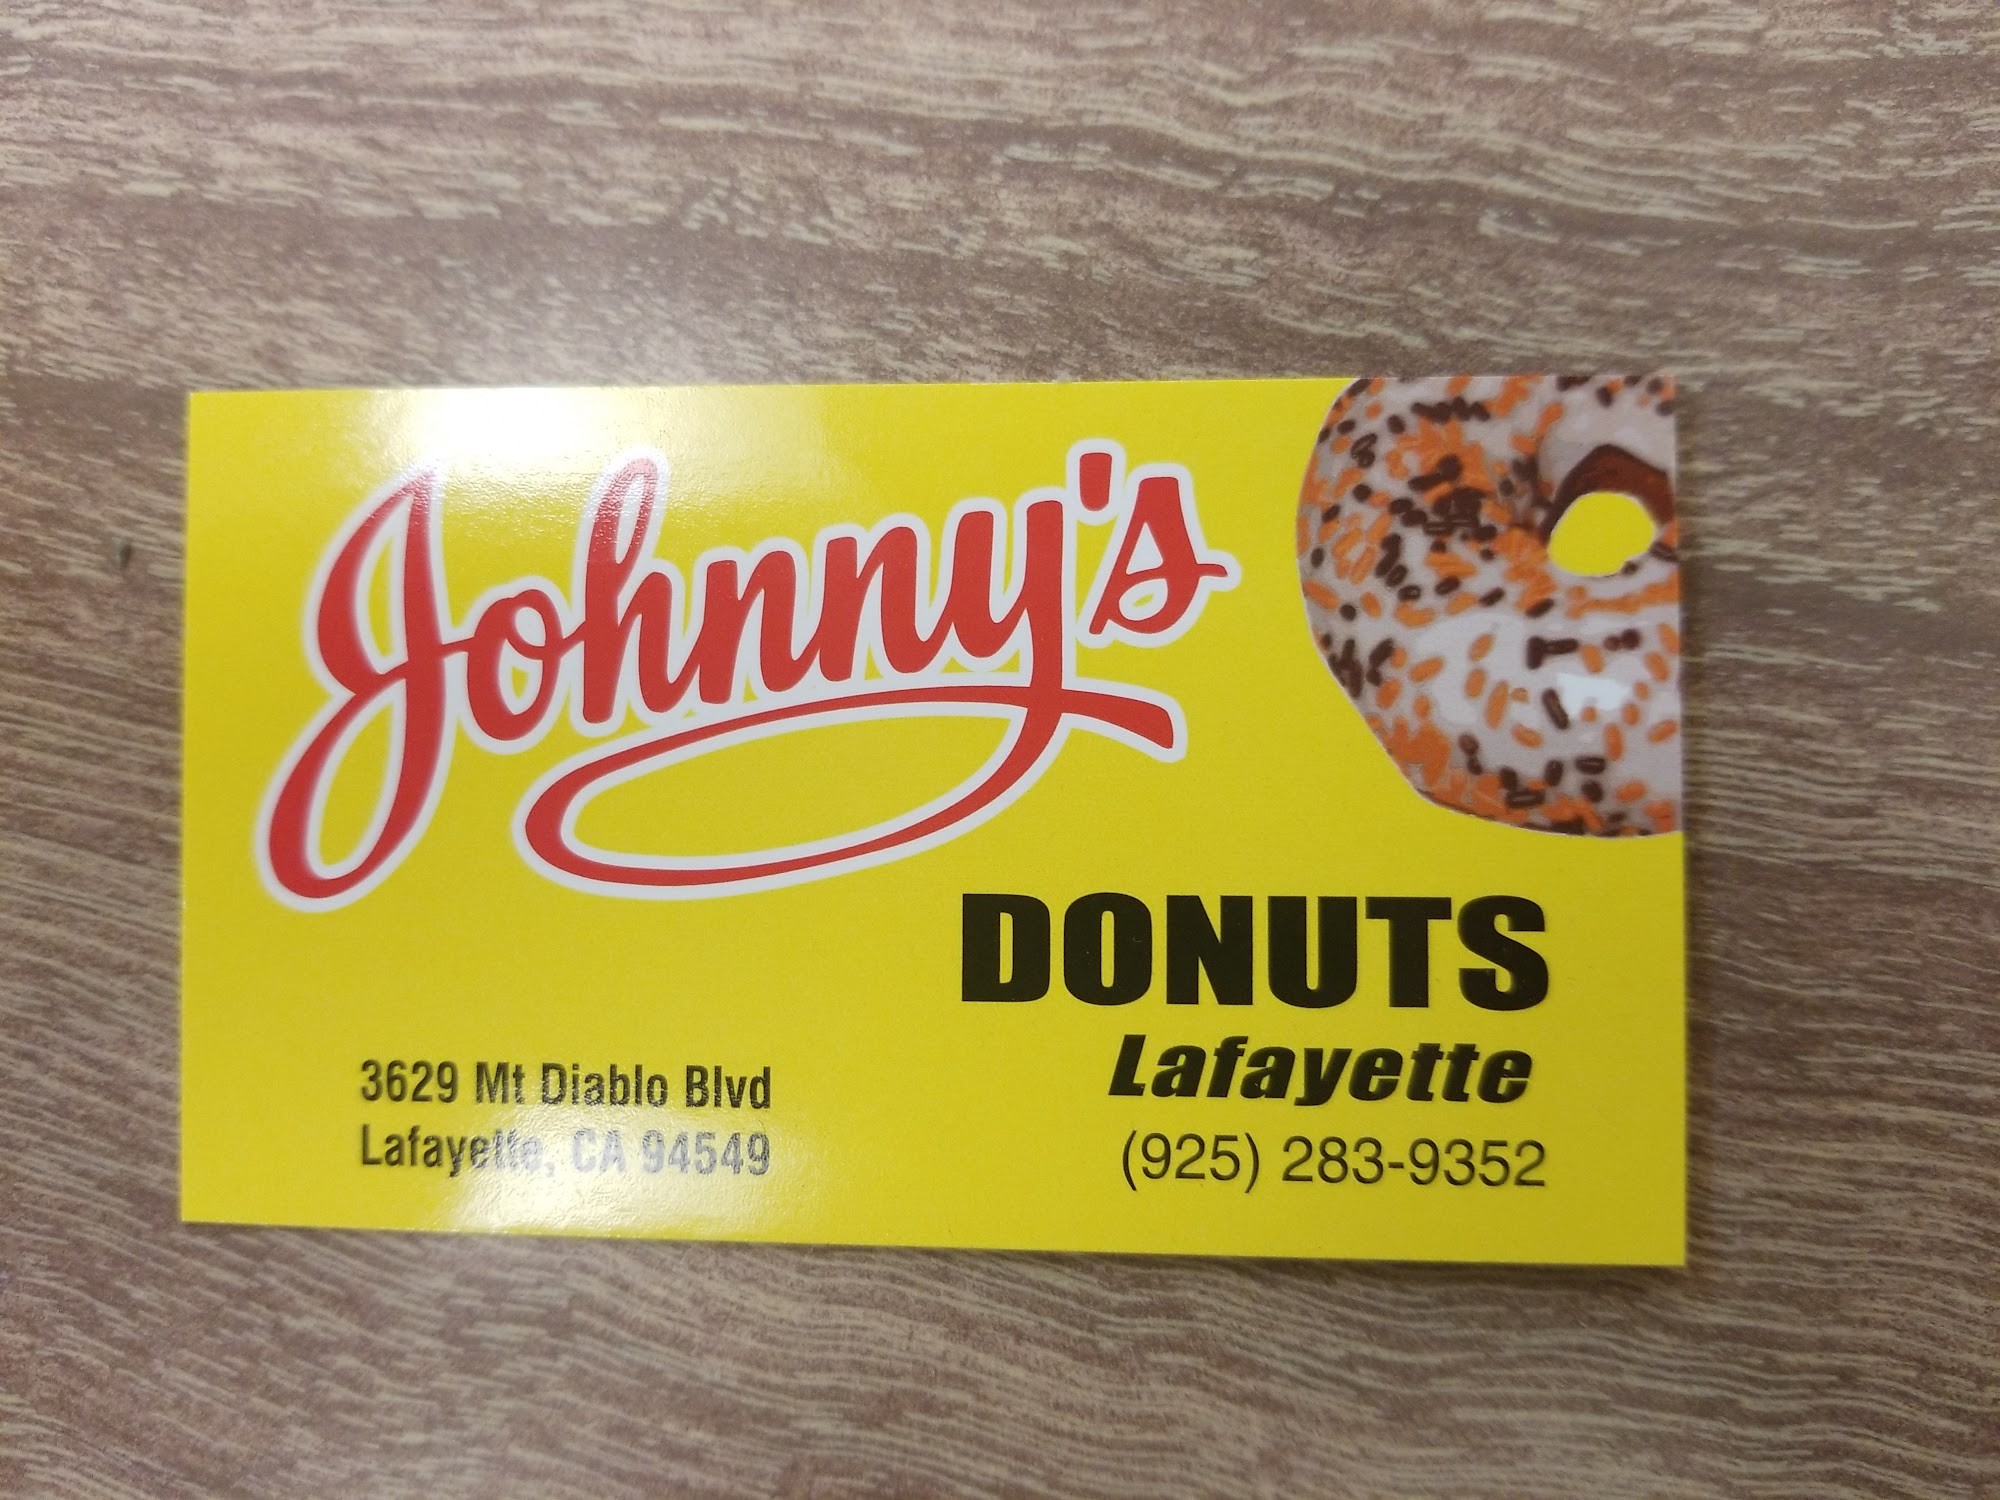 Johnny's
DONUTS
Lafayette
(925) 283-9352
3629 Mt Diablo Blvd
Lafayette, CA 94549